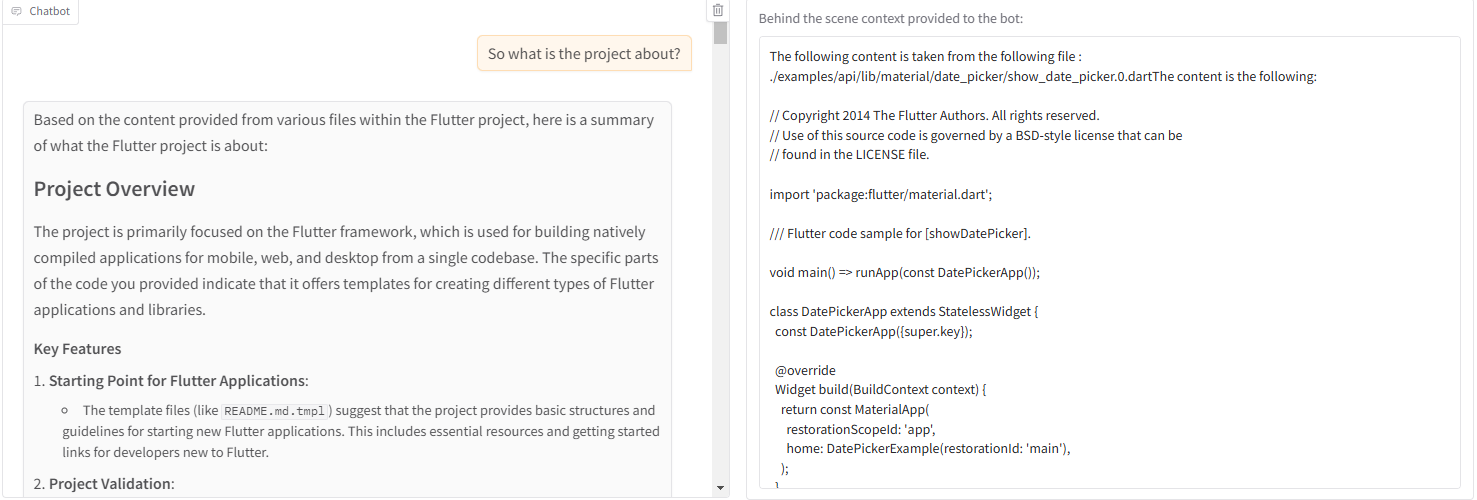 Chatbot
So what is the project about?
Based on the content provided from various files within the Flutter project, here is a summary
of what the Flutter project is about:
Project Overview
The project is primarily focused on the Flutter framework, which is used for building natively
compiled applications for mobile, web, and desktop from a single codebase. The specific parts
of the code you provided indicate that it offers templates for creating different types of Flutter
applications and libraries.
Key Features
1. Starting Point for Flutter Applications:
The template files (like README.md.tmpl) suggest that the project provides basic structures and
guidelines for starting new Flutter applications. This includes essential resources and getting started
links for developers new to Flutter.
2. Project Validation:
Behind the scene context provided to the bot:
The following content is taken from the following file :
./examples/api/lib/material/date_picker/show_date_picker.0.dartThe content is the following:
// Copyright 2014 The Flutter Authors. All rights reserved.
// Use of this source code is governed by a BSD-style license that can be
// found in the LICENSE file.
import 'package:flutter/material.dart';
/// Flutter code sample for [showDatePicker].
void main() => runApp(const DatePickerApp());
class DatePickerApp extends StatelessWidget {
const DatePickerApp({super.key});
@override
Widget build(BuildContext context) {
return const MaterialApp(
restorationScopeId: 'app',
home: DatePickerExample(restorationId: 'main'),
);
}